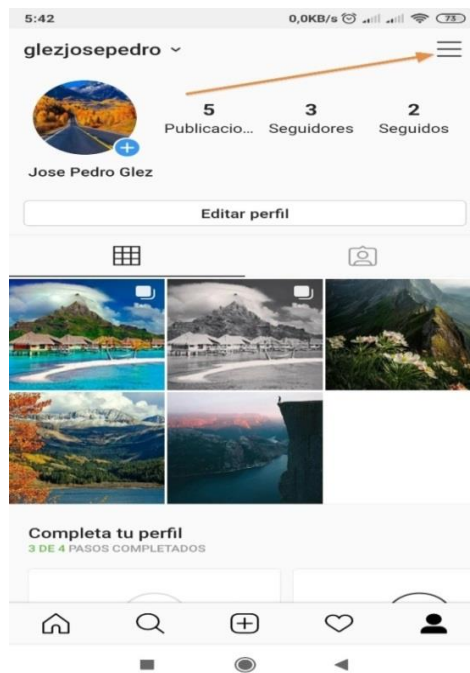 5:42 0,0KB/s 73
glezjosepedro
5 3 2
Publicacio... Seguidores Seguidos
Jose Pedro Glez
Editar perfil
Completa tu perfil
3 DE 4 PASOS COMPLETADOS